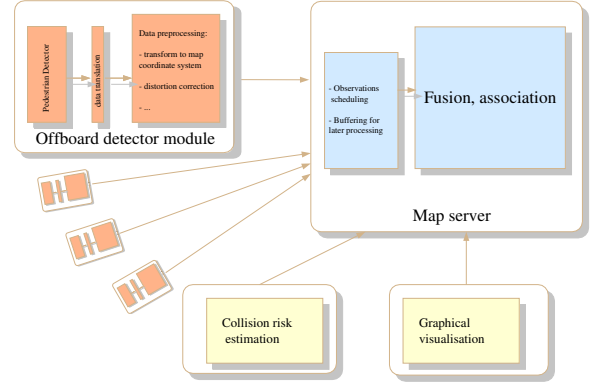 Pedestrian Detector
data translation
Data preprocessing:
- transform to map
coordinate system
- distortion correction
- ...
Offboard detector module
- Observations
scheduling
- Buffering for
later processing
Fusion, association
Map server
Collision risk
estimation
Graphical
visualisation